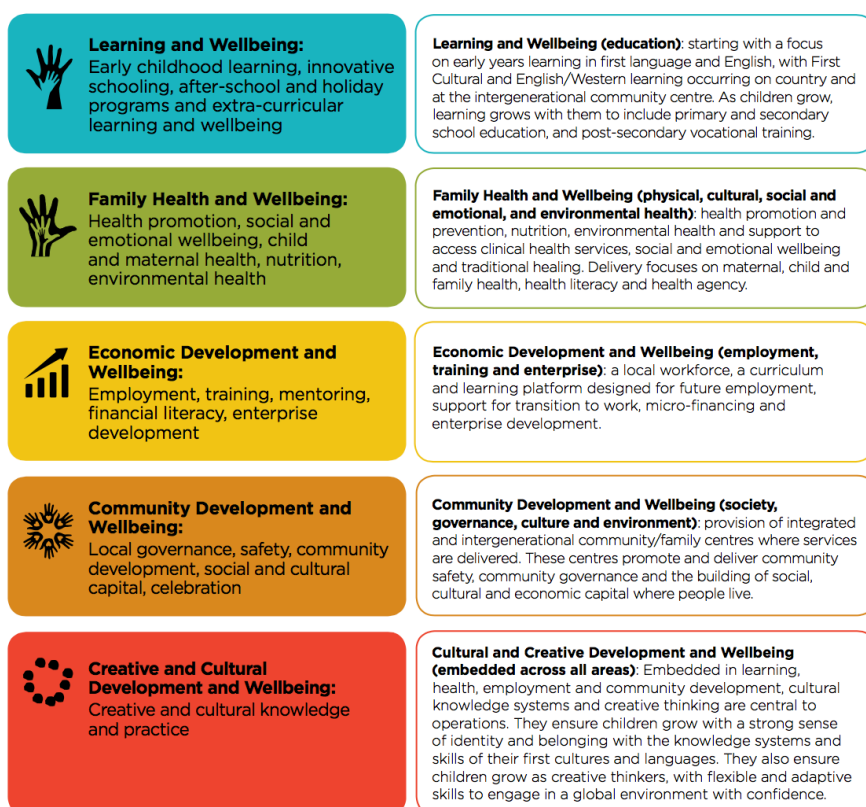 Learning and Wellbeing:
Early childhood learning, innovative
schooling, after-school and holiday
programs and extra-curricular
learning and wellbeing
Learning and Wellbeing (education): starting with a focus
on early years learning in first language and English, with First
Cultural and English/Western learning occurring on country and
at the intergenerational community centre. As children grow,
learning grows with them to include primary and secondary
school education, and post-secondary vocational training.
Family Health and Wellbeing:
Health promotion, social and
emotional wellbeing, child
and maternal health, nutrition,
environmental health
Family Health and Wellbeing (physical, cultural, social and
emotional, and environmental health): health promotion and
prevention, nutrition, environmental health and support to
access clinical health services, social and emotional wellbeing
and traditional healing. Delivery focuses on maternal, child and
family health, health literacy and health agency.
Economic Development and
Wellbeing:
Employment, training, mentoring,
financial literacy, enterprise
development
Economic Development and Wellbeing (employment,
training and enterprise): a local workforce, a curriculum
and learning platform designed for future employment,
support for transition to work, micro-financing and
enterprise development.
Community Development and
Wellbeing:
Local governance, safety, community
development, social and cultural
capital, celebration
Community Development and Wellbeing (society,
governance, culture and environment): provision of integrated
and intergenerational community/family centres where services
are delivered. These centres promote and deliver community
safety, community governance and the building of social,
cultural and economic capital where people live.
Creative and Cultural
Development and Wellbeing:
Creative and cultural knowledge
and practice
Cultural and Creative Development and Wellbeing
(embedded across all areas): Embedded in learning,
health, employment and community development, cultural
knowledge systems and creative thinking are central to
operations. They ensure children grow with a strong sense
of identity and belonging with the knowledge systems and
skills of their first cultures and languages. They also ensure
children grow as creative thinkers, with flexible and adaptive
skills to engage in a global environment with confidence.